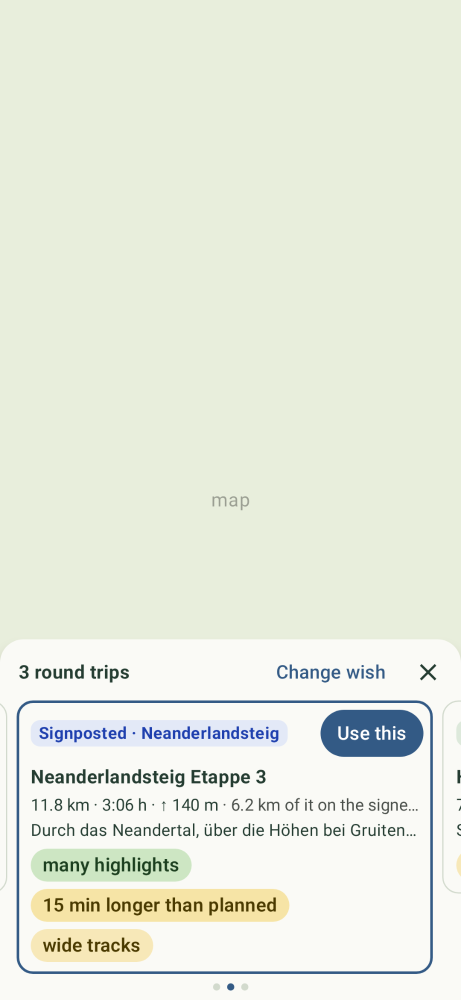 map
3 round trips
Change wish
Signposted · Neanderlandsteig
Use this
Neanderlandsteig Etappe 3
11.8 km · 3:06 h · ↑ 140 m · 6.2 km of it on the signe…
Durch das Neandertal, über die Höhen bei Gruiten…
many highlights
15 min longer than planned
wide tracks